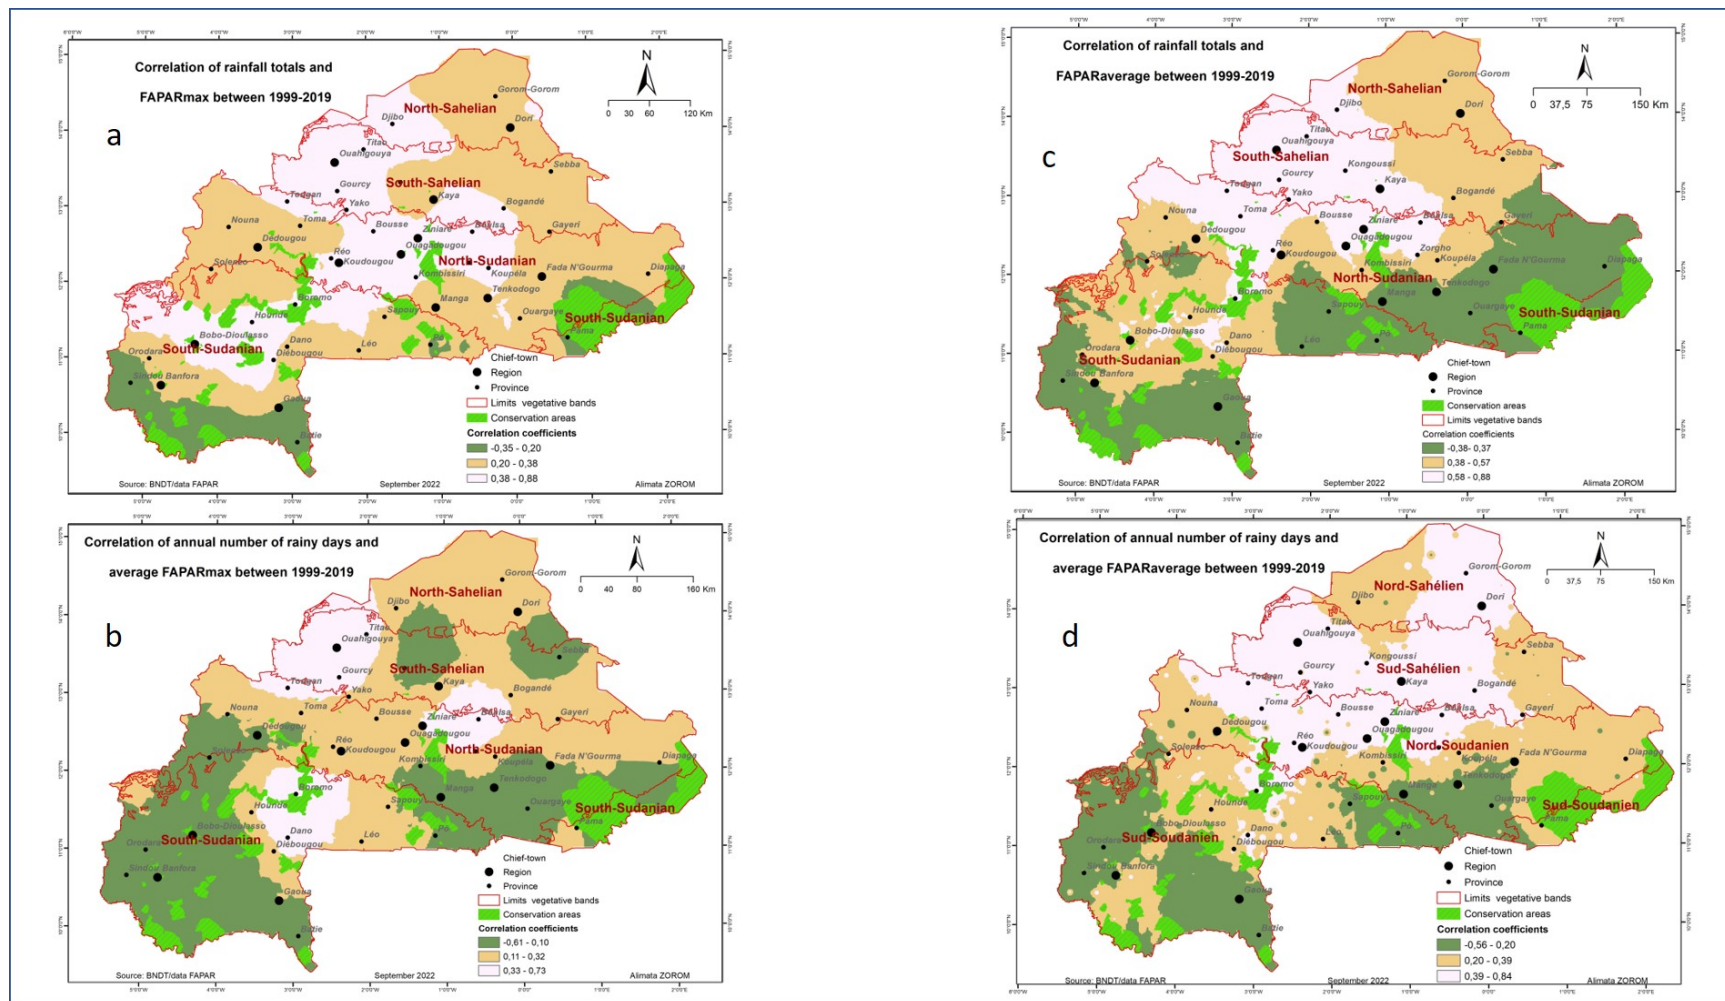 Correlation of rainfall totals and
FAPARmax between 1999-2019
a
N
0 30 60 120 Km
North-Sahelian
Gorom-Gorom
Djibo
Dori
Titao
Ouahigouya
Sebba
South-Sahelian
Gourcy
Kaya
Tougan
Yako
Bogandé
Nouna
Toma
Bousse
Ziniare
Gayeri
Dédougou
Ouagadougou
Réo
Koudougou
North-Sudanian
Solenso
Kombissiri
Koupéla
Fada N'Gourma
Diapaga
Boromo
Manga
Tenkodogo
Hounde
Sapouy
Ouargaye
South-Sudanian
Bobo-Dioulasso
Pama
South-Sudanian
Dano
Léo
Pô
Orodara
Diébougou
Sindou Banfora
Gaoua
Batie
Chief-town
Region
Province
Limits vegetative bands
Conservation areas
Correlation coefficients
-0,35 - 0,20
0,20 - 0,38
0,38 - 0,88
Source: BNDT/data FAPAR
September 2022
Alimata ZOROM
Correlation of rainfall totals and
FAPARAverage between 1999-2019
c
N
0 37,5 75 150 Km
North-Sahelian
Gorom-Gorom
Djibo
Dori
Titao
Ouahigouya
South-Sahelian
Sebba
Kongoussi
Gourcy
Kaya
Tougan
Yako
Bogandé
Nouna
Toma
Bousse
Ziniare
Gayeri
Dédougou
Ouagadougou
Réo
Zorgho
Koudougou
Solenso
Kombissiri
Koupéla
Fada N'Gourma
Diapaga
North-Sudanian
Boromo
Manga
Tenkodogo
Hounde
Sapouy
Ouargaye
South-Sudanian
Bobo-Dioulasso
Dano
Pô
Pama
Orodara
Diébougou
Léo
South-Sudanian
Sindou Banfora
Gaoua
Batie
Chief-town
Region
Province
Conservation areas
Limits vegetative bands
Correlation coefficients
-0,38- 0,37
0,38 - 0,57
0,58 - 0,88
Source: BNDT/data FAPAR
September 2022
Alimata ZOROM
Correlation of annual number of rainy days and
average FAPARmax between 1999-2019
b
N
0 40 80 160 Km
Gorom-Gorom
North-Sahelian
Djibo
Dori
Titao
Ouahigouya
Sebba
South-Sahelian
Gourcy
Kaya
Tougan
Yako
Bogandé
Nouna
Toma
Bousse
Ziniare
Gayeri
Dédougou
Ouagadougou
Réo
Koudougou
North-Sudanian
Solenso
Kombissiri
Koupéla
Fada N'Gourma
Diapaga
Boromo
Manga
Tenkodogo
Hounde
Sapouy
Ouargaye
South-Sudanian
Bobo-Dioulasso
Pama
South-Sudanian
Dano
Léo
Pô
Orodara
Diébougou
Sindou Banfora
Gaoua
Batie
Chief-town
Region
Province
Limits vegetative bands
Conservation areas
Correlation coefficients
-0,61 - 0,10
0,11 - 0,32
0,33 - 0,73
Source: BNDT/data FAPAR
September 2022
Alimata ZOROM
Correlation of annual number of rainy days and
average FAPARaverage between 1999-2019
d
N
0 37,5 75 150 Km
Gorom-Gorom
Nord-Sahélien
Djibo
Dori
Titao
Ouahigouya
Sebba
Kongoussi
Sud-Sahélien
Gourcy
Kaya
Tougan
Yako
Bogandé
Nouna
Toma
Bousse
Ziniare
Gayeri
Dédougou
Ouagadougou
Réo
Koudougou
Nord-Soudanien
Solenso
Kombissiri
Koupéla
Fada N'Gourma
Diapaga
Boromo
Manga
Tenkodogo
Hounde
Sapouy
Ouargaye
Sud-Soudanien
Bobo-Dioulasso
Pama
Sud-Soudanien
Dano
Léo
Pô
Orodara
Diébougou
Sindou Banfora
Gaoua
Batie
Chief-town
Region
Province
Limits vegetative bands
Conservation areas
Correlation coefficients
-0,56 - 0,20
0,20 - 0,39
0,39 - 0,84
Source: BNDT/data FAPAR
September 2022
Alimata ZOROM